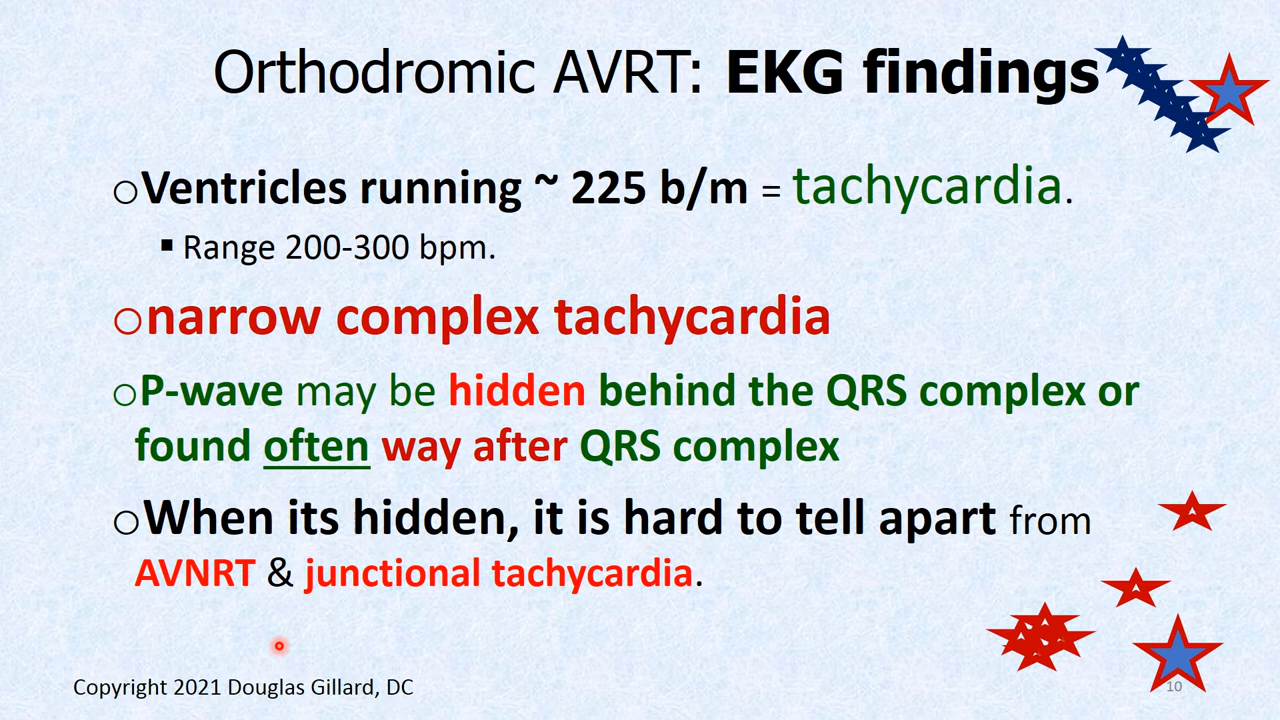 Orthodromic AVRT: EKG findings
○Ventricles running ~ 225 b/m = tachycardia.
▪ Range 200-300 bpm.
○narrow complex tachycardia
○P-wave may be hidden behind the QRS complex or
found often way after QRS complex
○When its hidden, it is hard to tell apart from
AVNRT & junctional tachycardia.
Copyright 2021 Douglas Gillard, DC
10